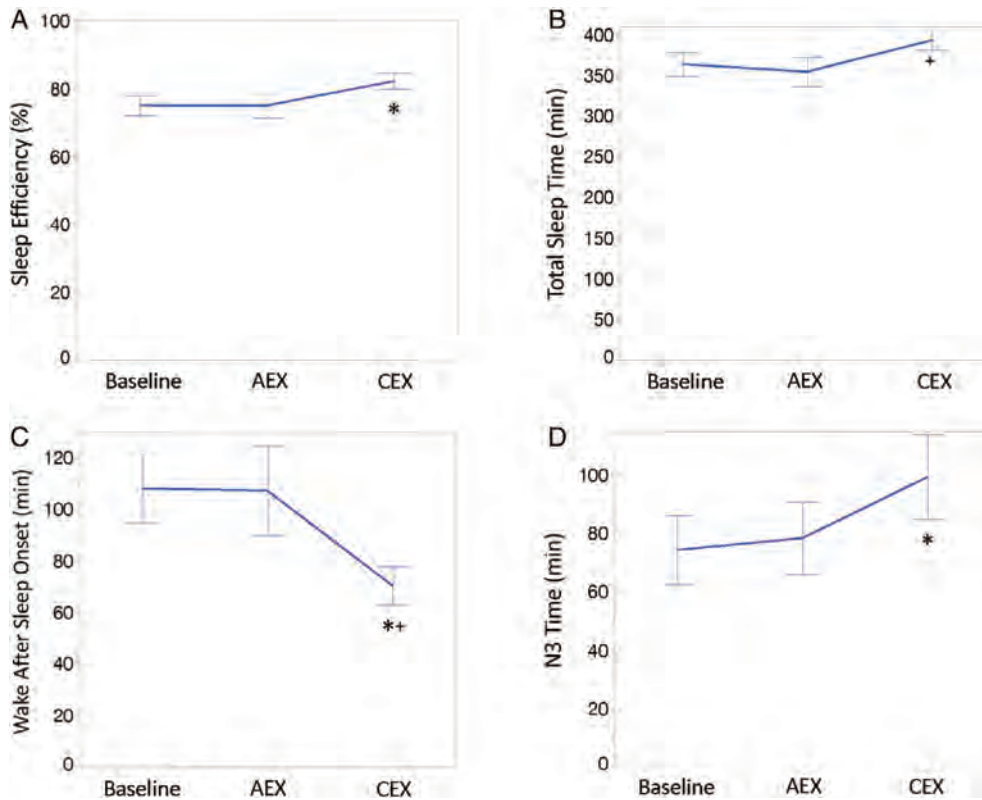 A
Sleep Efficiency (%)
100
80
60
40
20
0
*
Baseline AEX CEX
B
Total Sleep Time (min)
400
350
300
250
200
150
100
50
0
+
Baseline AEX CEX
C
Wake After Sleep Onset (min)
120
100
80
60
40
20
0
*+
Baseline AEX CEX
D
N3 Time (min)
100
80
60
40
20
0
*
Baseline AEX CEX